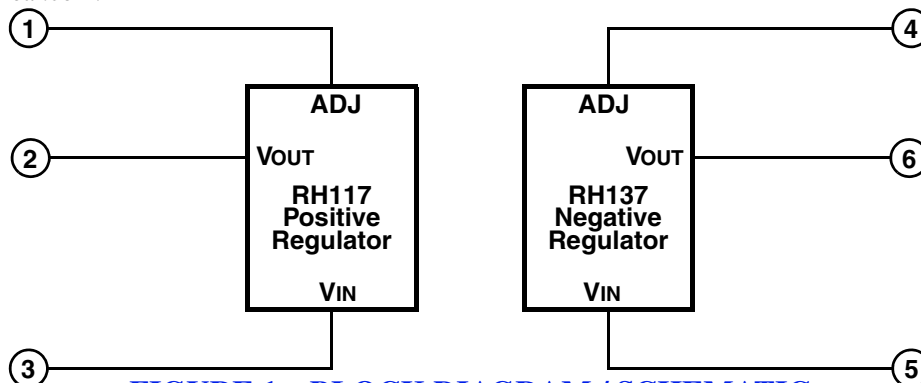 1
4
ADJ
ADJ
2
VOUT
VOUT
6
RH117
Positive
Regulator
RH137
Negative
Regulator
VIN
VIN
3
5
FIGURE 1 - BLOCK DIAGRAM / SCHEMATIC